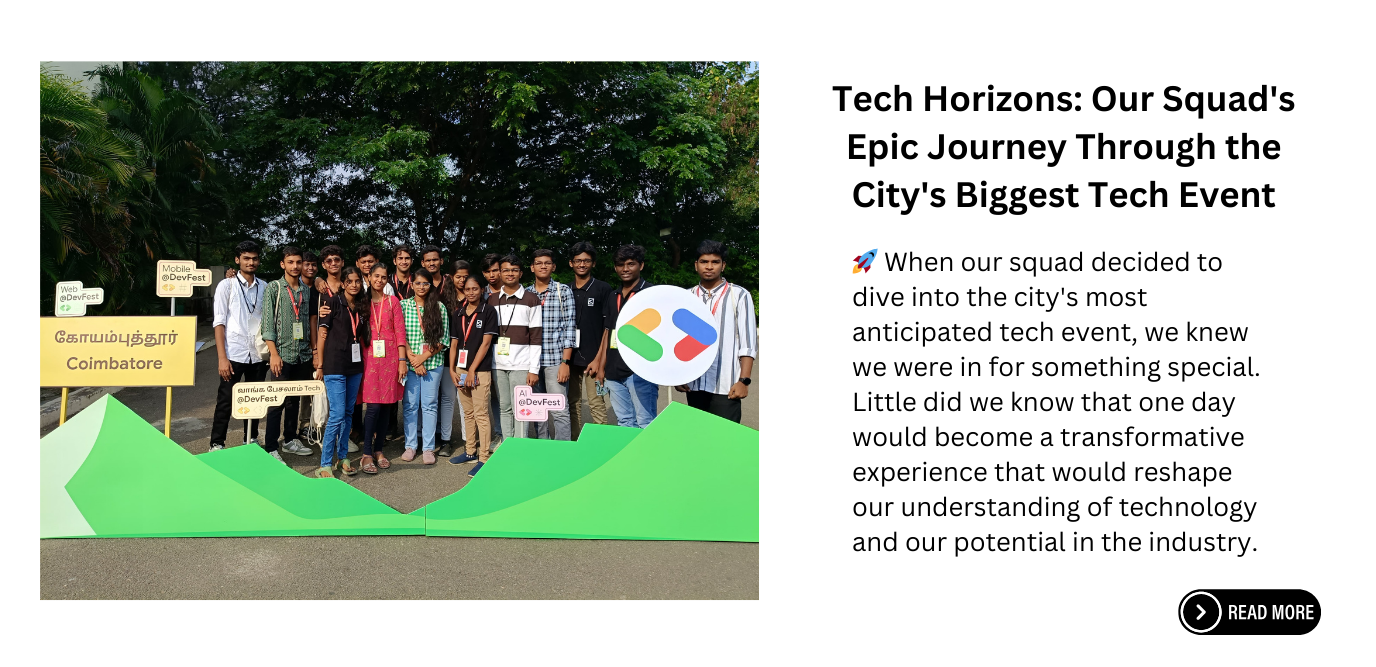 Tech Horizons: Our Squad's
Epic Journey Through the
City's Biggest Tech Event
🚀 When our squad decided to
dive into the city's most
anticipated tech event, we knew
we were in for something special.
Little did we know that one day
would become a transformative
experience that would reshape
our understanding of technology
and our potential in the industry.
READ MORE
Mobile
@DevFest
Web
@DevFest
கோயம்புத்தூர்
Coimbatore
வாங்க பேசலாம் Tech
@DevFest
AI
@DevFest